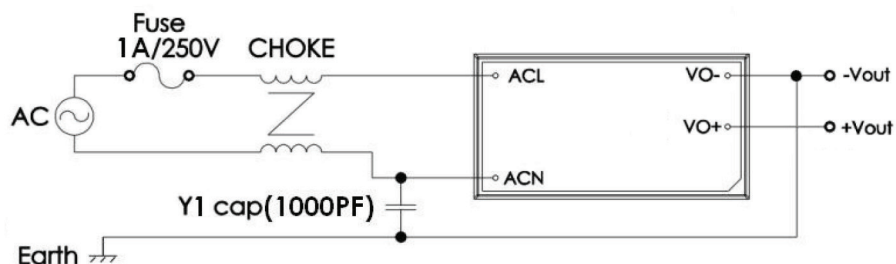 Fuse
1A/250V
CHOKE
ACL
VO-
-Vout
AC
VO+
+Vout
ACN
Y1 cap(1000PF)
Earth